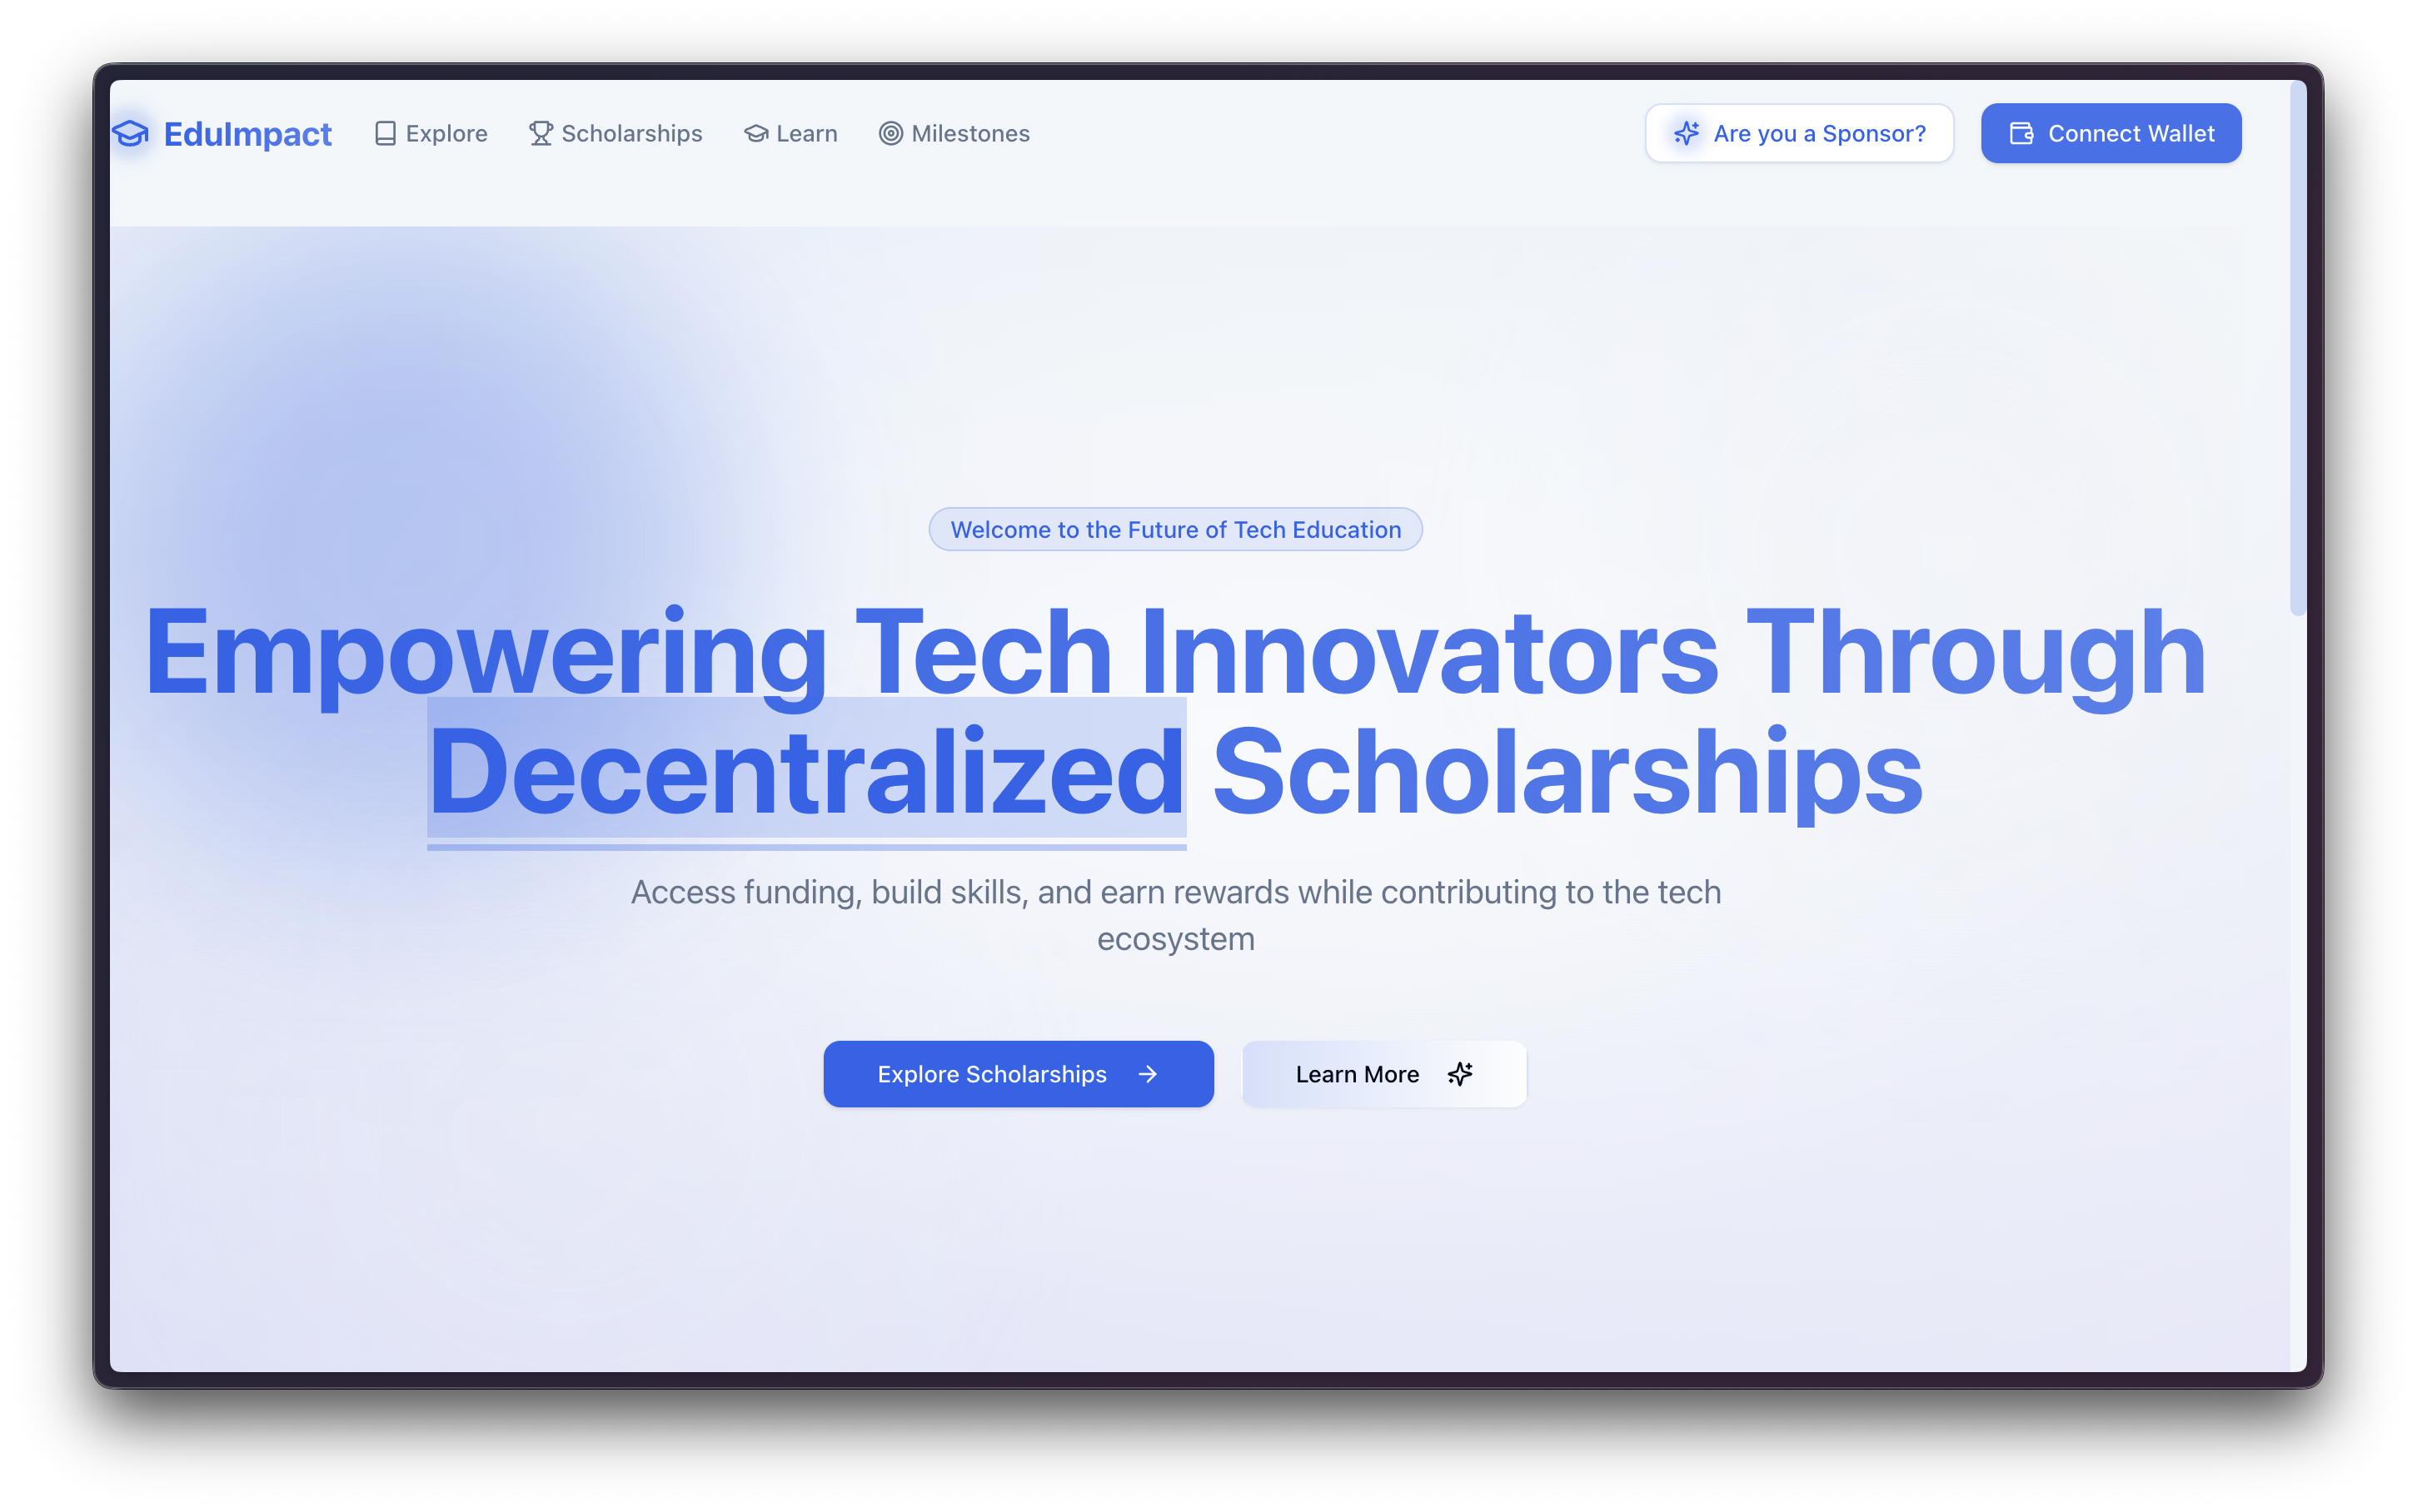 EduImpact Explore Scholarships Learn Milestones Are you a Sponsor? Connect Wallet
Welcome to the Future of Tech Education
Empowering Tech Innovators Through
Decentralized Scholarships
Access funding, build skills, and earn rewards while contributing to the tech
ecosystem
Explore Scholarships Learn More